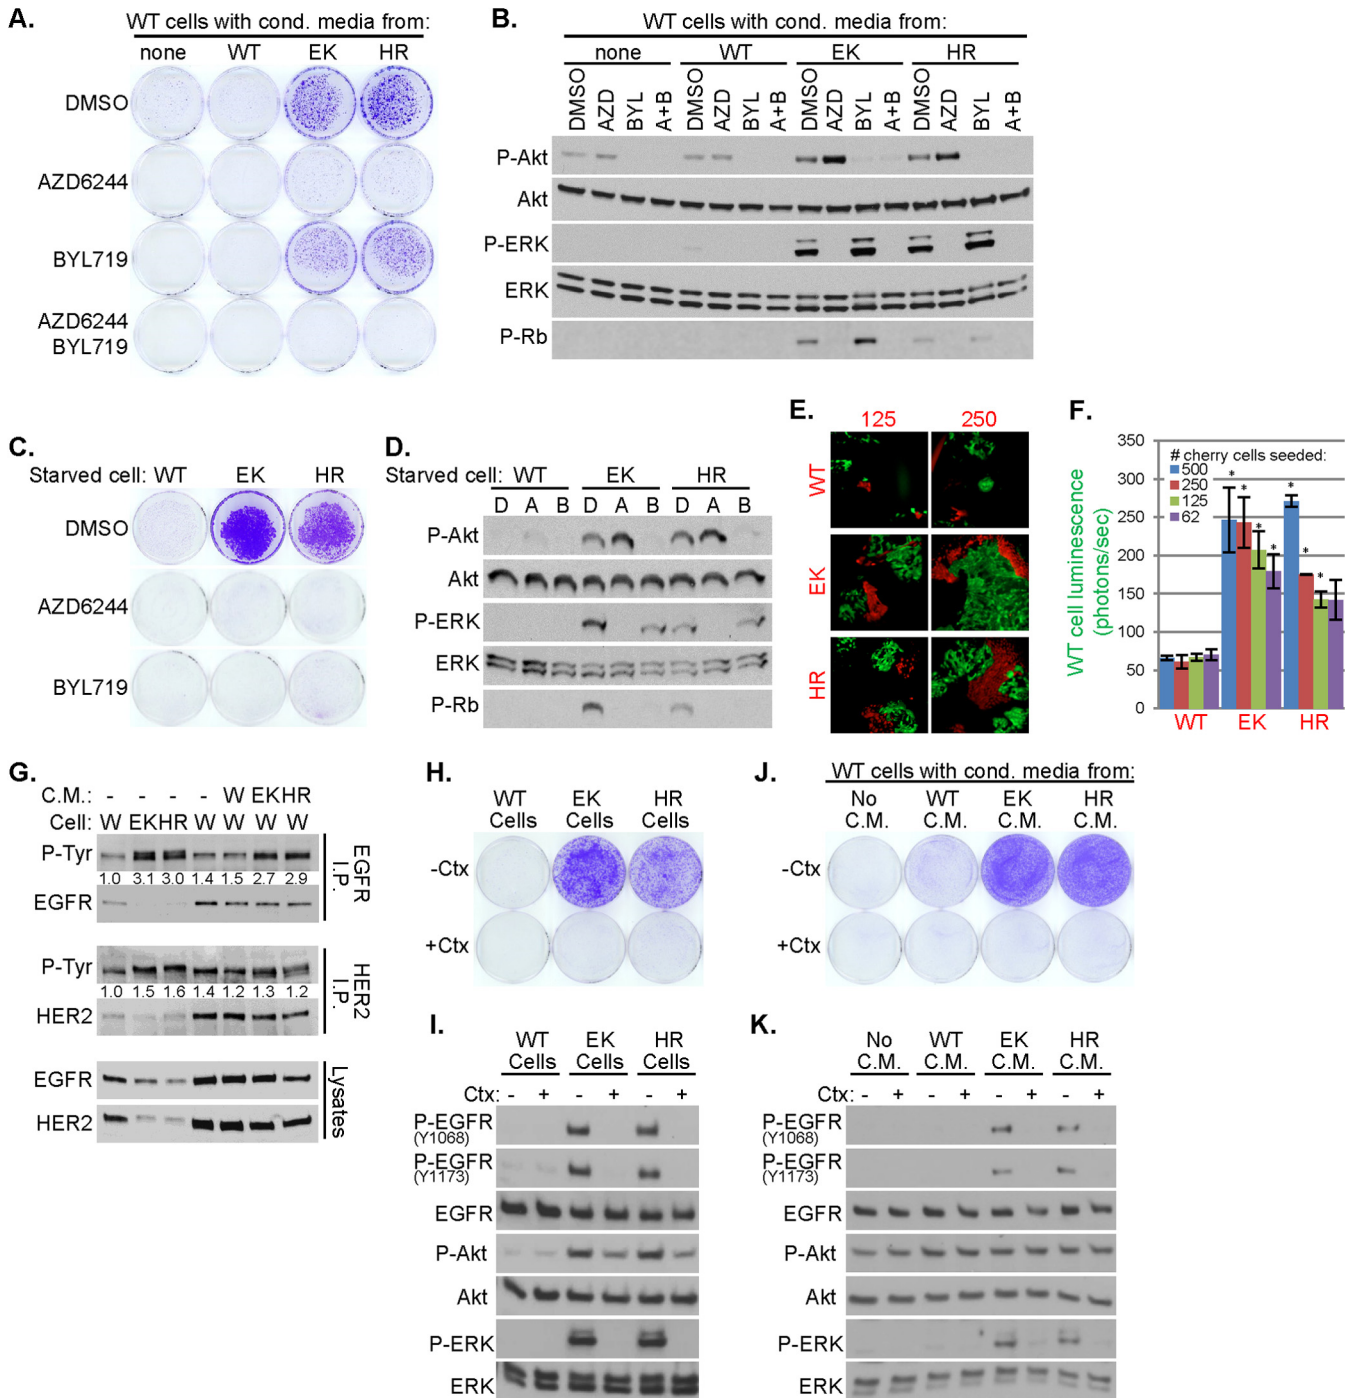 A.
WT cells with cond. media from:
none WT EK HR
DMSO
AZD6244
BYL719
AZD6244
BYL719
B.
WT cells with cond. media from:
none WT EK HR
DMSO AZD BYL A+B DMSO AZD BYL A+B DMSO AZD BYL A+B DMSO AZD BYL A+B
P-Akt
Akt
P-ERK
ERK
P-Rb
C.
Starved cell: WT EK HR
DMSO
AZD6244
BYL719
D.
Starved cell: WT EK HR
D A B D A B D A B
P-Akt
Akt
P-ERK
ERK
P-Rb
E.
125 250
WT
EK
HR
F.
WT cell luminescence
(photons/sec)
350
300
250
200
150
100
50
0
# cherry cells seeded:
500
250
125
62
* * * * * * *
WT EK HR
G.
C.M.: - - - - W EK HR
Cell: W EK HR W W W W
P-Tyr
1.0 3.1 3.0 1.4 1.5 2.7 2.9
EGFR
EGFR
I.P.
P-Tyr
1.0 1.5 1.6 1.4 1.2 1.3 1.2
HER2
HER2
I.P.
EGFR
HER2
Lysates
H.
WT EK HR
Cells Cells Cells
-Ctx
+Ctx
I.
WT EK HR
Cells Cells Cells
Ctx: - + - + - +
P-EGFR
(Y1068)
P-EGFR
(Y1173)
EGFR
P-Akt
Akt
P-ERK
ERK
J.
WT cells with cond. media from:
No WT EK HR
C.M. C.M. C.M. C.M.
-Ctx
+Ctx
K.
No WT EK HR
C.M. C.M. C.M. C.M.
Ctx: - + - + - + - +
P-EGFR
(Y1068)
P-EGFR
(Y1173)
EGFR
P-Akt
Akt
P-ERK
ERK